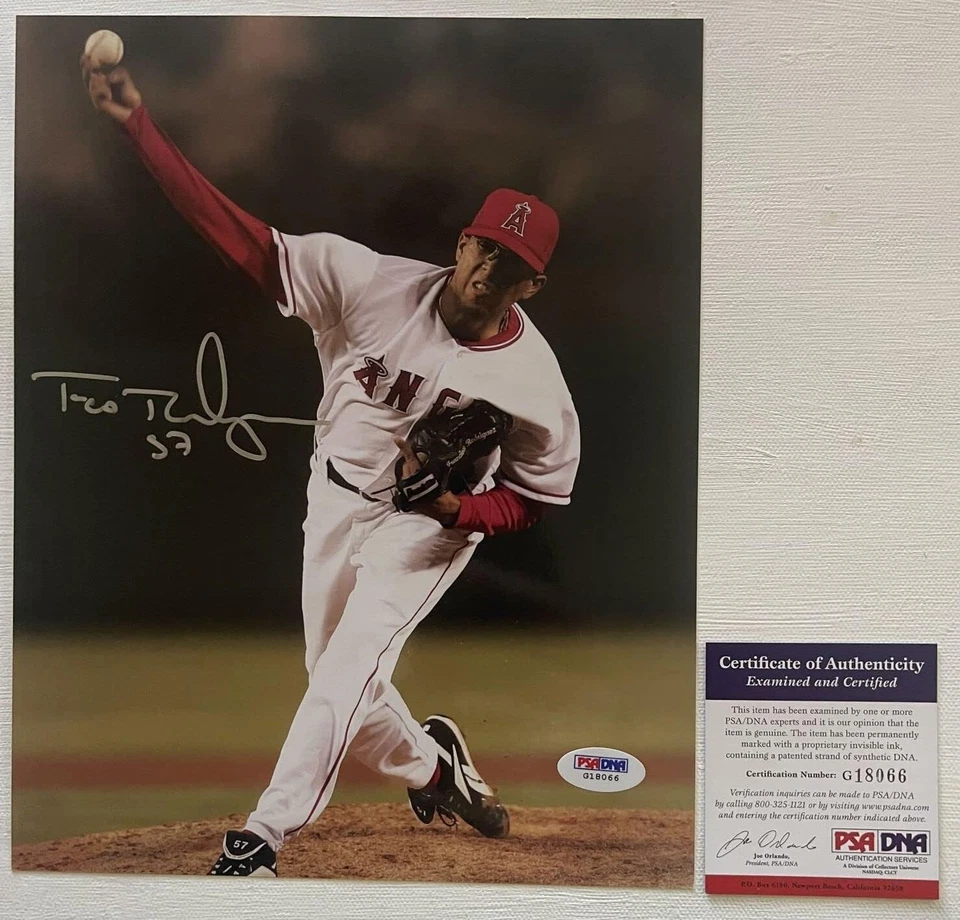 A
ANG
Francisco Rodriguez
57
57
PSA DNA
G18066
Certificate of Authenticity
Examined and Certified
This item has been examined by one or more
PSA/DNA experts and it is our opinion that the
item is genuine. The item has been permanently
marked with a proprietary invisible ink,
containing a patented strand of synthetic DNA.
Certification Number: G18066
Verification inquiries can be made to PSA/DNA
by calling 800-325-1121 or by visiting www.psadna.com
and entering the certification number indicated above.
Joe Orlando
Joe Orlando,
President, PSA/DNA
PSA DNA
AUTHENTICATION SERVICES
A Division of Collectors Universe
NASDAQ: CLCT
P.O. Box 6180, Newport Beach, California 92658